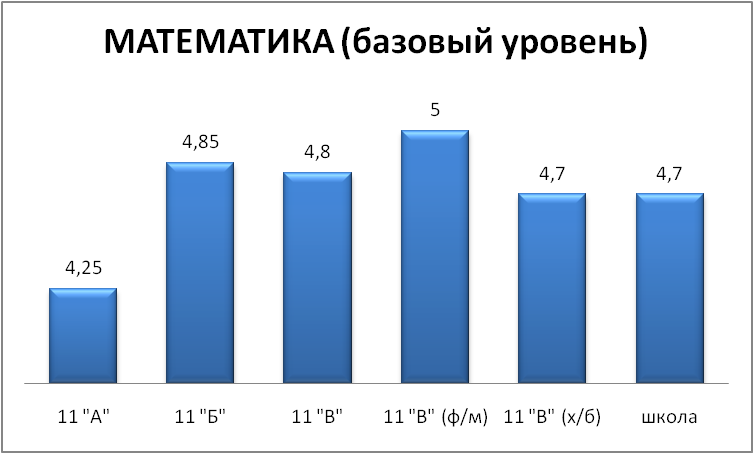 МАТЕМАТИКА (базовый уровень)
5
4,85
4,8
4,7
4,7
4,25
11 "А"
11 "Б"
11 "В"
11 "В" (ф/м)
11 "В" (х/б)
школа